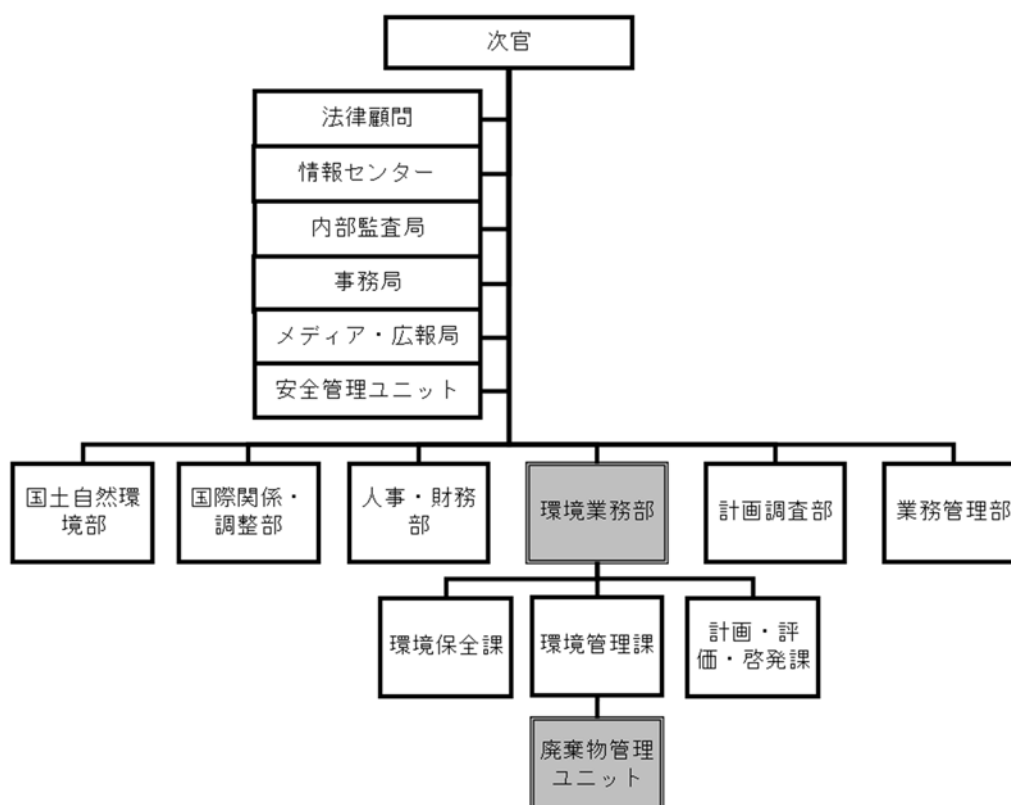 次官
法律顧問
情報センター
内部監査局
事務局
メディア・広報局
安全管理ユニット
国土自然環
境部
国際関係・
調整部
人事・財務
部
環境業務部
計画調査部
業務管理部
環境保全課
環境管理課
計画・評
価・啓発課
廃棄物管理
ユニット